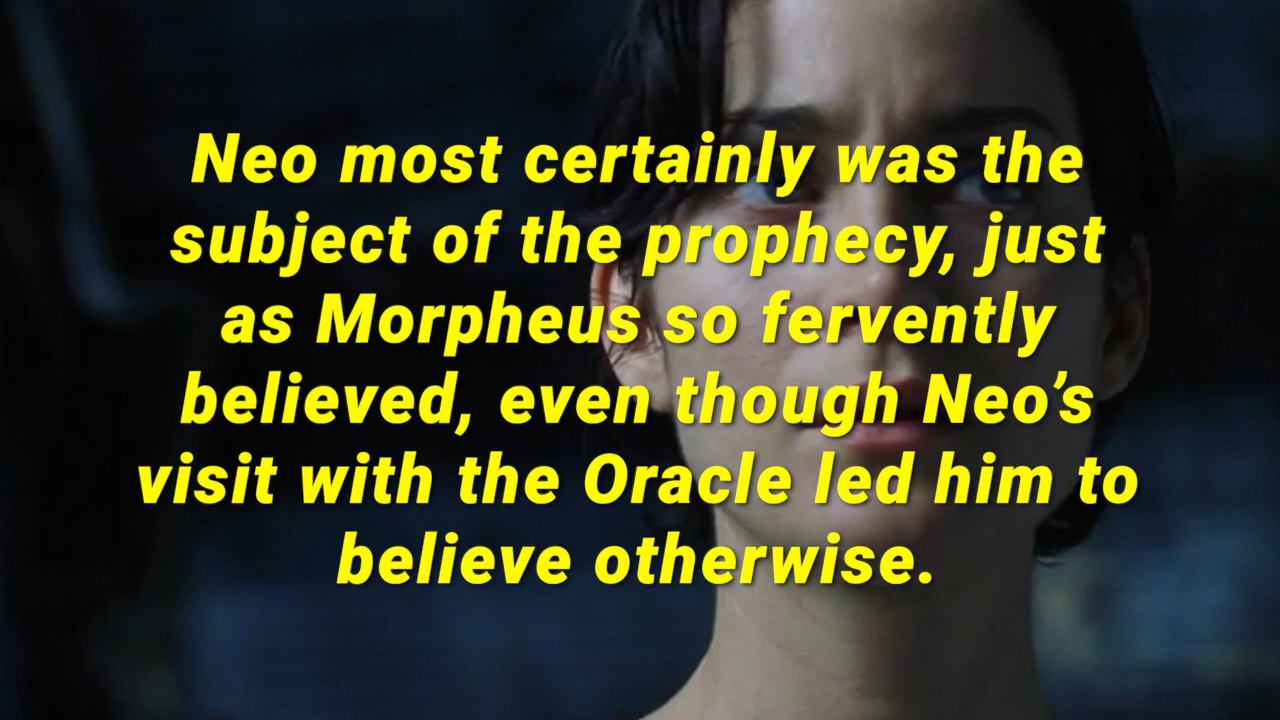 Neo most certainly was the
subject of the prophecy, just
as Morpheus so fervently
believed, even though Neo’s
visit with the Oracle led him to
believe otherwise.